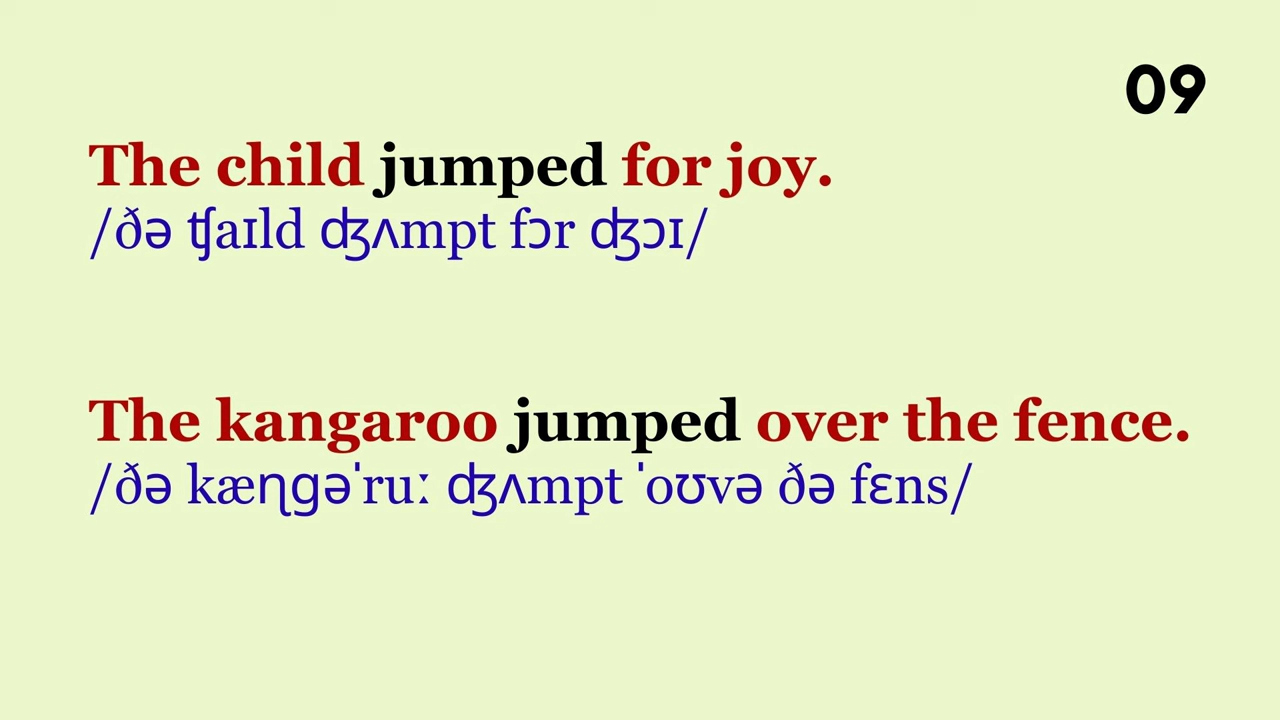 09
The child jumped for joy.
/ðə ʧaɪld ʤʌmpt fɔr ʤɔɪ/
The kangaroo jumped over the fence.
/ðə kæɳɡəˈruː ʤʌmpt ˈoʊvə ðə fɛns/